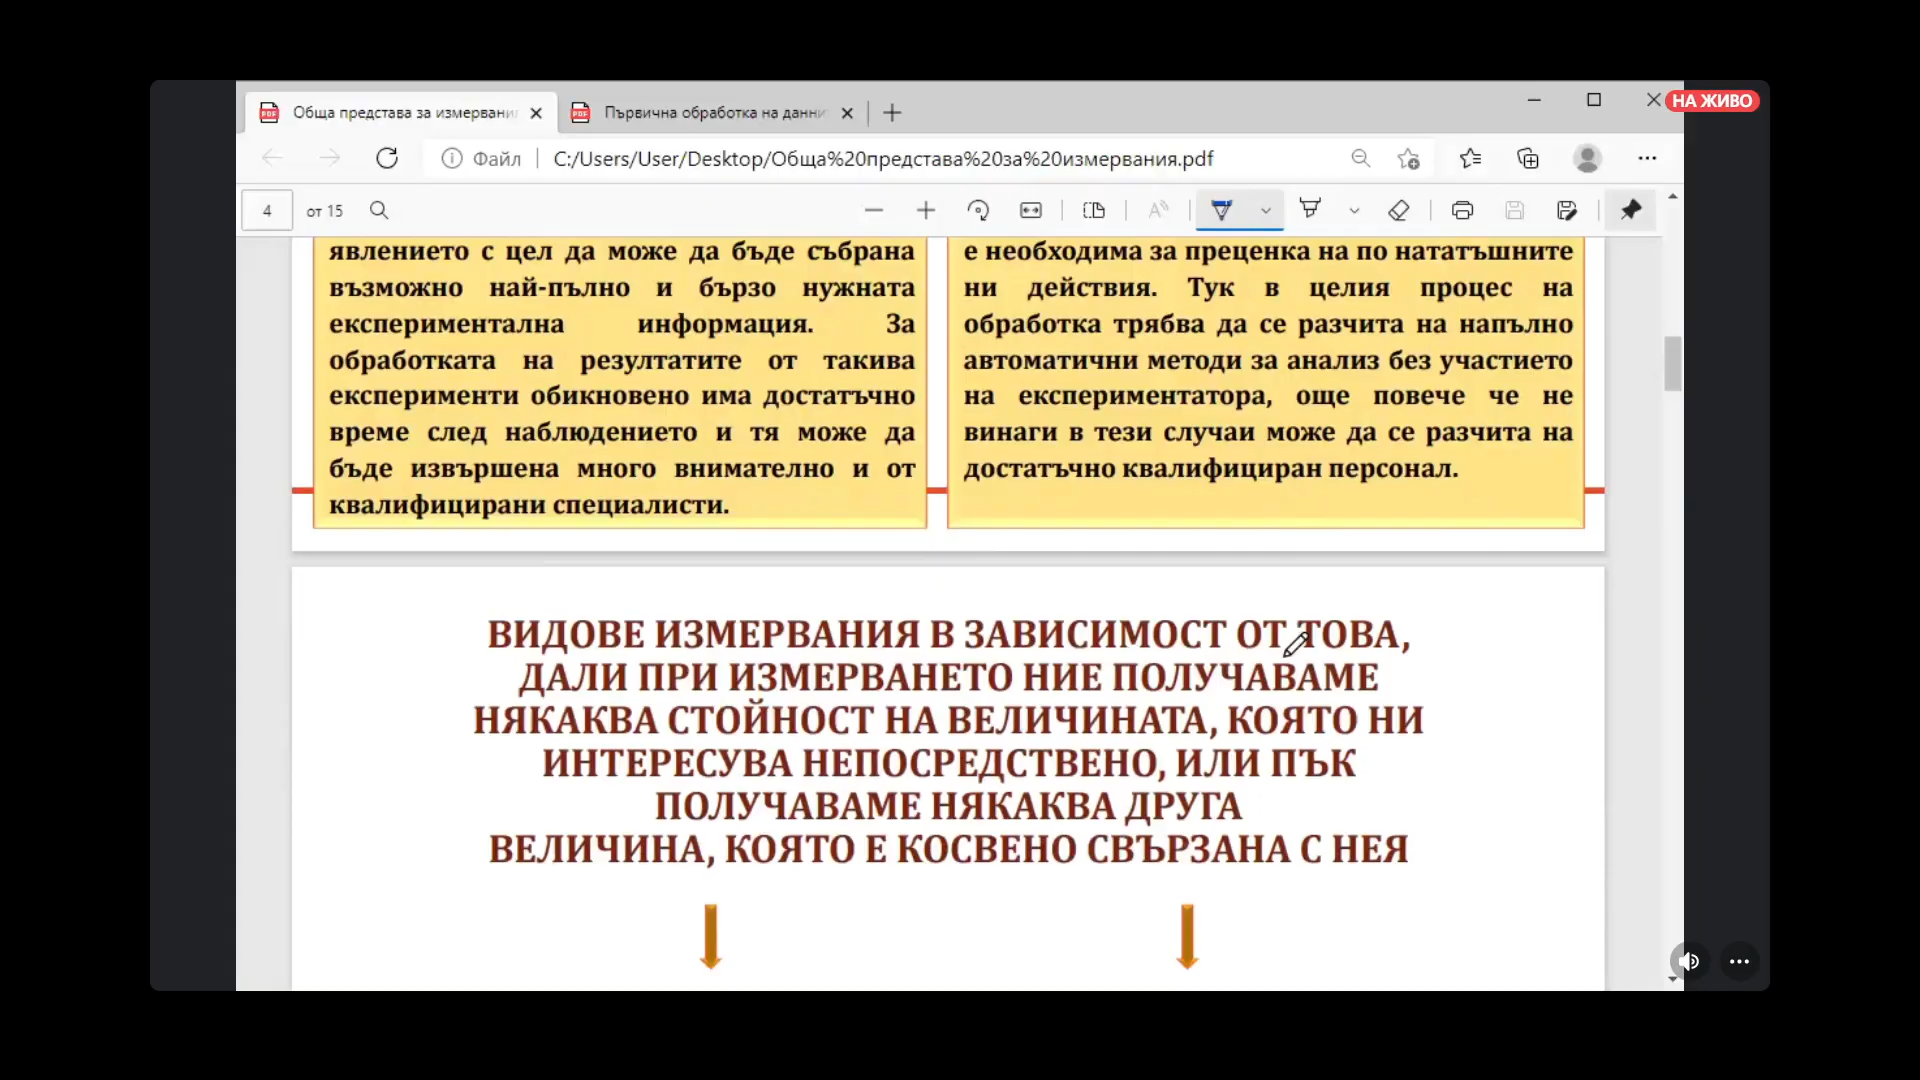 Обща представа за измервани
Първична обработка на данни
НА ЖИВО
Файл
C:/Users/User/Desktop/Обща%20представа%20за%20измервания.pdf
4
от 15
явлението с цел да може да бъде събрана
възможно най-пълно и бързо нужната
експериментална информация. За
обработката на резултатите от такива
експерименти обикновено има достатъчно
време след наблюдението и тя може да
бъде извършена много внимателно и от
квалифицирани специалисти.
е необходима за преценка на по нататъшните
ни действия. Тук в целия процес на
обработка трябва да се разчита на напълно
автоматични методи за анализ без участието
на експериментатора, още повече че не
винаги в тези случаи може да се разчита на
достатъчно квалифициран персонал.
ВИДОВЕ ИЗМЕРВАНИЯ В ЗАВИСИМОСТ ОТ ТОВА,
ДАЛИ ПРИ ИЗМЕРВАНЕТО НИЕ ПОЛУЧАВАМЕ
НЯКАКВА СТОЙНОСТ НА ВЕЛИЧИНАТА, КОЯТО НИ
ИНТЕРЕСУВА НЕПОСРЕДСТВЕНО, ИЛИ ПЪК
ПОЛУЧАВАМЕ НЯКАКВА ДРУГА
ВЕЛИЧИНА, КОЯТО Е КОСВЕНО СВЪРЗАНА С НЕЯ